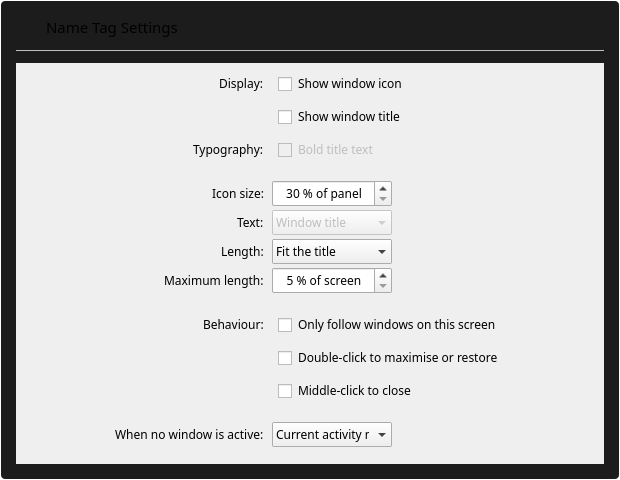 Name Tag Settings
Display: Show window icon
Show window title
Typography: Bold title text
Icon size: 30 % of panel
Text: Window title
Length: Fit the title
Maximum length: 5 % of screen
Behaviour: Only follow windows on this screen
Double-click to maximise or restore
Middle-click to close
When no window is active: Current activity r